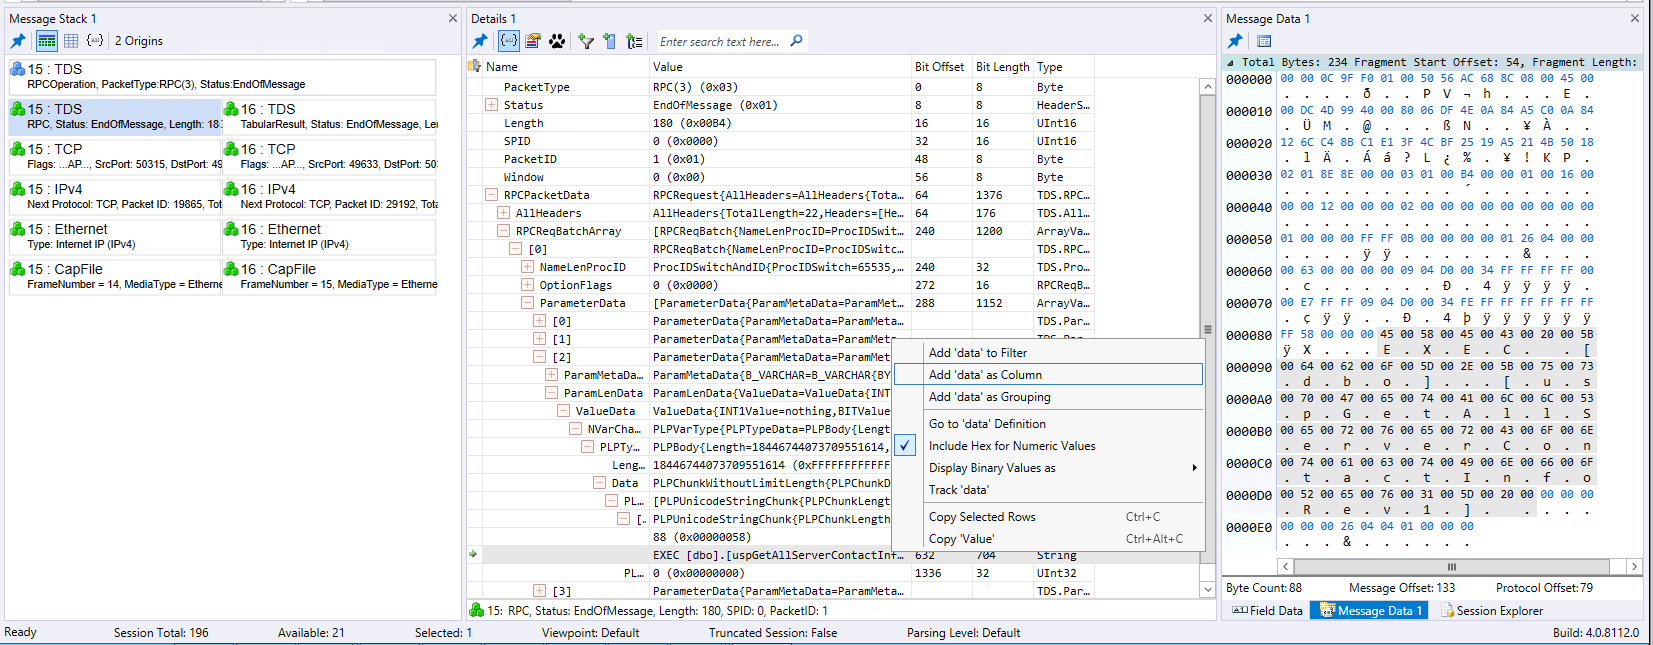 Message Stack 1
2 Origins
15 : TDS
RPCOperation, PacketType:RPC(3), Status:EndOfMessage
15 : TDS
RPC, Status: EndOfMessage, Length: 18
16 : TDS
TabularResult, Status: EndOfMessage, Le
15 : TCP
Flags: ...AP..., SrcPort: 50315, DstPort: 49
16 : TCP
Flags: ...AP..., SrcPort: 49633, DstPort: 50
15 : IPv4
Next Protocol: TCP, Packet ID: 19865, Tot
16 : IPv4
Next Protocol: TCP, Packet ID: 29192, Tota
15 : Ethernet
Type: Internet IP (IPv4)
16 : Ethernet
Type: Internet IP (IPv4)
15 : CapFile
FrameNumber = 14, MediaType = Etherne
16 : CapFile
FrameNumber = 15, MediaType = Etherne
Details 1
Enter search text here...
Name Value Bit Offset Bit Length Type
PacketType RPC(3) (0x03) 0 8 Byte
Status EndOfMessage (0x01) 8 8 HeaderS...
Length 180 (0x00B4) 16 16 UInt16
SPID 0 (0x0000) 32 16 UInt16
PacketID 1 (0x01) 48 8 Byte
Window 0 (0x00) 56 8 Byte
RPCPacketData RPCRequest{AllHeaders=AllHeaders{Tota... 64 1376 TDS.RPC...
AllHeaders AllHeaders{TotalLength=22,Headers=[He... 64 176 TDS.All...
RPCReqBatchArray [RPCReqBatch{NameLenProcID=ProcIDSwitc... 240 1200 ArrayVa...
[0] RPCReqBatch{NameLenProcID=ProcIDSwitc... TDS.RPC...
NameLenProcID ProcIDSwitchAndID{ProcIDSwitch=65535,... 240 32 TDS.Pro...
OptionFlags 0 (0x0000) 272 16 RPCReqB...
ParameterData [ParameterData{ParamMetaData=ParamMet... 288 1152 ArrayVa...
[0] ParameterData{ParamMetaData=ParamMeta... TDS.Par...
[1] ParameterData{ParamMetaData=ParamMeta TDS.Par...
[2] ParameterData{ParamMetaData=ParamMeta
ParamMetaDa... ParamMetaData{B_VARCHAR=B_VARCHAR{BY
ParamLenData ParamLenData{ValueData=ValueData{INT
ValueData ValueData{INT1Value=nothing,BITValue
NVarCha... PLPVarType{PLPTypeData=PLPBody{Lengt
PLPTy... PLPBody{Length=18446744073709551614,
Leng... 18446744073709551614 (0xFFFFFFFFFFFF
Data PLPChunkWithoutLimitLength{PLPChunkD
PL... [PLPUnicodeStringChunk{PLPChunkLengt
[. PLPUnicodeStringChunk{PLPChunkLength
88 (0x00000058)
EXEC [dbo].[uspGetAllServerContactInf... 632 704 String
PL... 0 (0x00000000) 1336 32 UInt32
[3] ParameterData{ParamMetaData=ParamMeta... TDS.Par...
15: RPC, Status: EndOfMessage, Length: 180, SPID: 0, PacketID: 1
Add 'data' to Filter
Add 'data' as Column
Add 'data' as Grouping
Go to 'data' Definition
Include Hex for Numeric Values
Display Binary Values as
Track 'data'
Copy Selected Rows Ctrl+C
Copy 'Value' Ctrl+Alt+C
Message Data 1
Total Bytes: 234 Fragment Start Offset: 54, Fragment Length:
000000 00 00 0C 9F F0 01 00 50 56 AC 68 8C 08 00 45 00
. . . . ð . . P V ¬ h . . . E .
000010 00 DC 4D 99 40 00 80 06 DF 4E 0A 84 A5 C0 0A 84
. Ü M . @ . . . ß N . . ¥ À . .
000020 12 6C C4 8B C1 E1 3F 4C BF 25 19 A5 21 4B 50 18
. l Ä . Á á ? L ¿ % . ¥ ! K P .
000030 02 01 8E 8E 00 00 03 01 00 B4 00 00 01 00 16 00
. . . . . . . . . ´ . . . . . .
000040 00 00 12 00 00 00 02 00 00 00 00 00 00 00 00 00
. . . . . . . . . . . . . . . .
000050 01 00 00 00 FF FF 0B 00 00 00 00 01 26 04 00 00
. . . . ÿ ÿ . . . . . . & . . .
000060 00 63 00 00 00 00 09 04 D0 00 34 FF FF FF FF 00
. c . . . . . . Ð . 4 ÿ ÿ ÿ ÿ .
000070 00 E7 FF FF 09 04 D0 00 34 FE FF FF FF FF FF FF
. ç ÿ ÿ . . Ð . 4 þ ÿ ÿ ÿ ÿ ÿ ÿ
000080 FF 58 00 00 00 45 00 58 00 45 00 43 00 20 00 5B
ÿ X . . . E . X . E . C . . [
000090 00 64 00 62 00 6F 00 5D 00 2E 00 5B 00 75 00 73
. d . b . o . ] . . . [ . u . s
0000A0 00 70 00 47 00 65 00 74 00 41 00 6C 00 6C 00 53
. p . G . e . t . A . l . l . S
0000B0 00 65 00 72 00 76 00 65 00 72 00 43 00 6F 00 6E
. e . r . v . e . r . C . o . n
0000C0 00 74 00 61 00 63 00 74 00 49 00 6E 00 66 00 6F
. t . a . c . t . I . n . f . o
0000D0 00 52 00 65 00 76 00 31 00 5D 00 20 00 00 00 00
. R . e . v . 1 . ] . . . . .
0000E0 00 00 00 26 04 04 01 00 00 00
. . . & . . . . . .
Byte Count: 88 Message Offset: 133 Protocol Offset: 79
Field Data Message Data 1 Session Explorer
Ready Session Total: 196 Available: 21 Selected: 1 Viewpoint: Default Truncated Session: False Parsing Level: Default Build: 4.0.8112.0